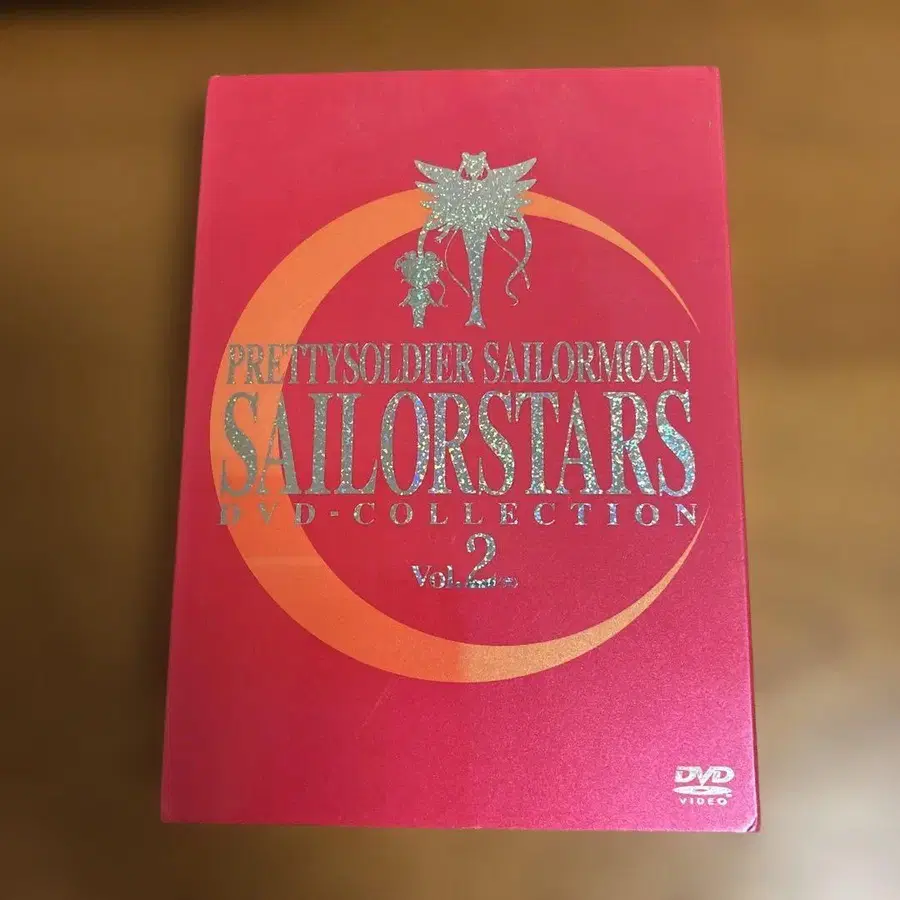 PRETTYSOLDIER SAILORMOON
SAILORSTARS
DVD-COLLECTION
Vol. 2
DVD
VIDEO